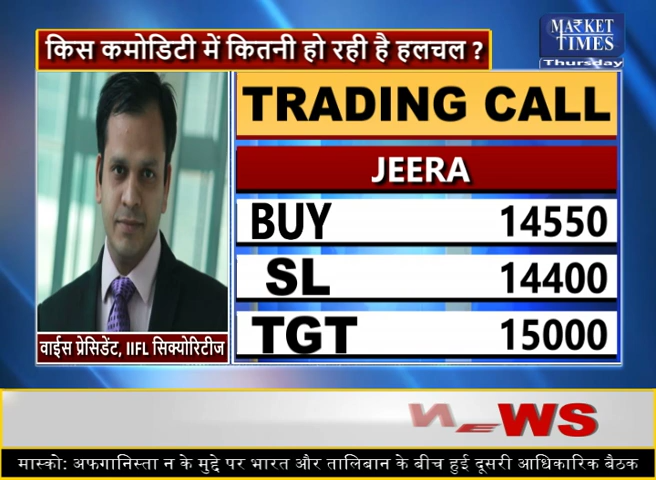 किस कमोडिटी में कितनी हो रही है हलचल ?
MARKET
TIMES
Thursday
TRADING CALL
JEERA
BUY 14550
SL 14400
TGT 15000
वाईस प्रेसिडेंट, IIFL सिक्योरिटीज
NEWS
मास्को: अफगानिस्ता न के मुद्दे पर भारत और तालिबान के बीच हुई दूसरी आधिकारिक बैठक